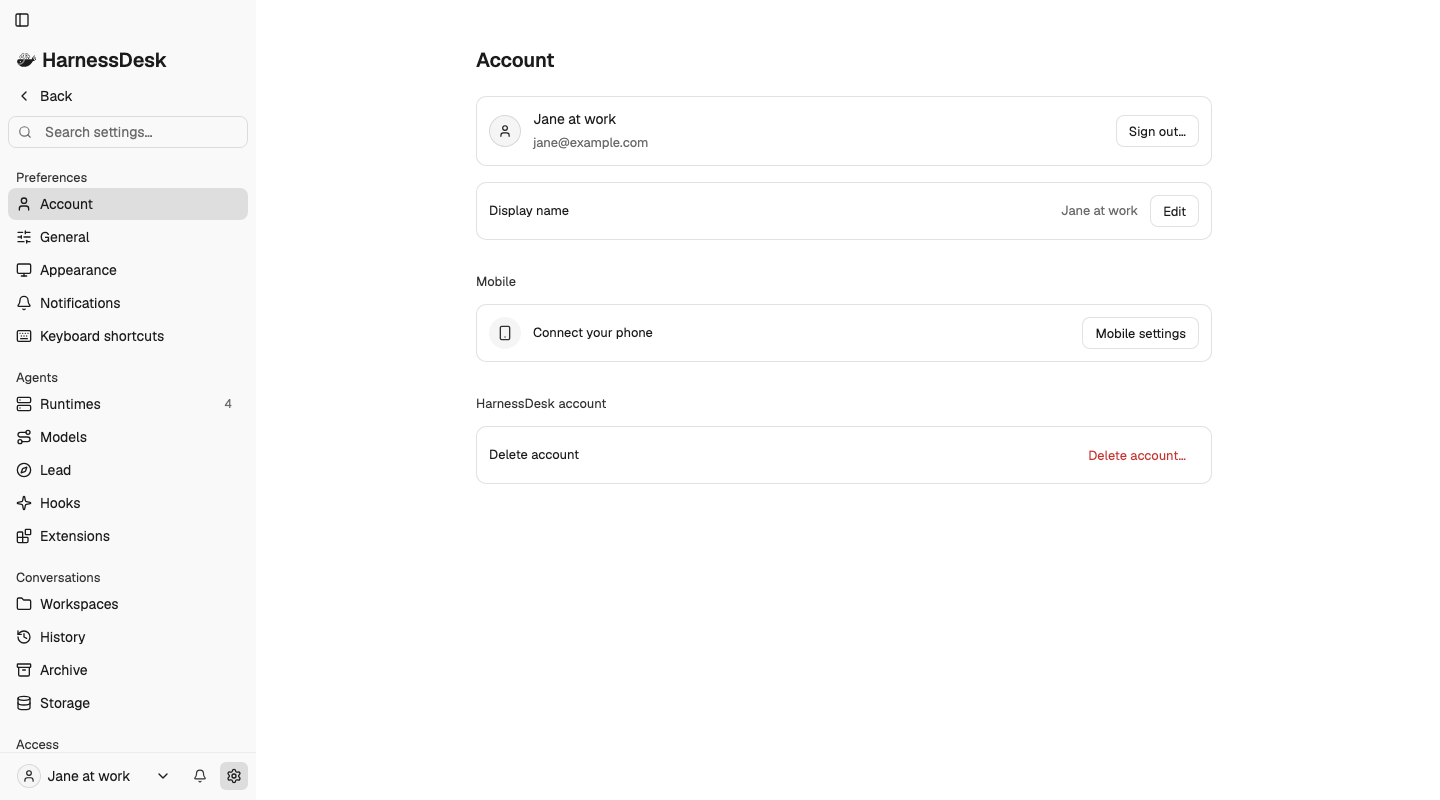 HarnessDesk
Back
Search settings…
Preferences
Account
General
Appearance
Notifications
Keyboard shortcuts
Agents
Runtimes 4
Models
Lead
Hooks
Extensions
Conversations
Workspaces
History
Archive
Storage
Access
Jane at work
Account
Jane at work
jane@example.com
Sign out…
Display name
Jane at work
Edit
Mobile
Connect your phone
Mobile settings
HarnessDesk account
Delete account
Delete account…